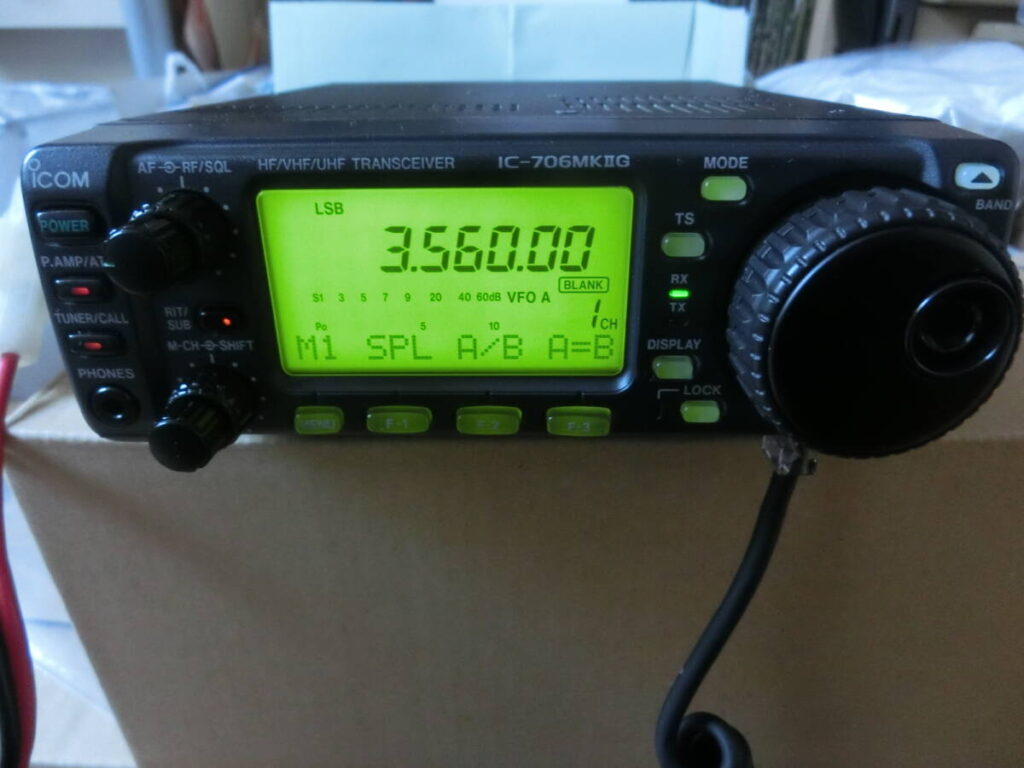 ICOM
AF RF/SQL
HF/VHF/UHF TRANSCEIVER
IC-706MKIIG
MODE
BAND
POWER
TS
P.AMP/AT
LSB
3.560.00
BLANK
S1 3 5 7 9 20 40 60dB VFO A
1 CH
Po 5 10
M1 SPL A/B A=B
RX
TX
TUNER/CALL
RIT/
SUB
M-CH SHIFT
PHONES
DISPLAY
LOCK
MENU F-1 F-2 F-3